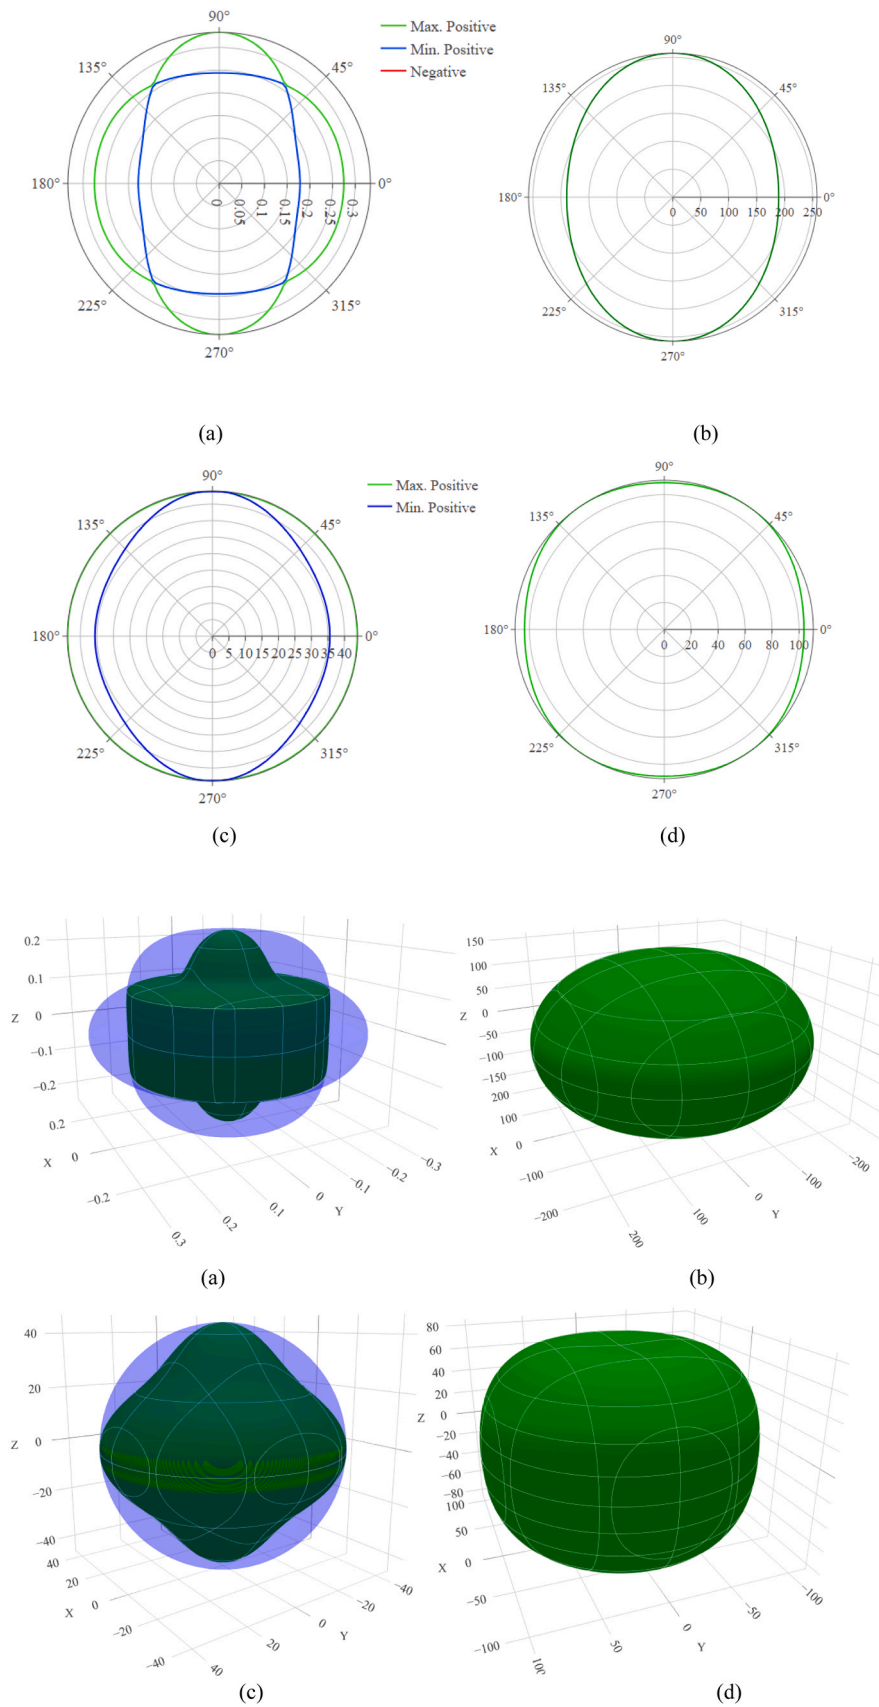 90°
135°
45°
180°
0°
0 0.05 0.1 0.15 0.2 0.25 0.3
225°
315°
270°
Max. Positive
Min. Positive
Negative
90°
135°
45°
180°
0°
0 50 100 150 200 250
225°
315°
270°
(a)
(b)
90°
135°
45°
180°
0°
0 5 10 15 20 25 30 35 40
225°
315°
270°
Max. Positive
Min. Positive
90°
135°
45°
180°
0°
0 20 40 60 80 100
225°
315°
270°
(c)
(d)
0.2
0.1
Z 0
−0.1
−0.2
0.2
X 0
−0.2
0.3 0.2 0.1 0 −0.1 −0.2 −0.3
Y
150
100
50
Z 0
−50
−100
−150
200
100
X 0
−100
−200
200 100 0 −100 −200
Y
(a)
(b)
40
20
Z 0
−20
−40
40
20
X 0
−20
−40
40 20 0 −20 −40
Y
80
60
40
20
Z 0
−20
−40
−60
−80
100
50
X 0
−50
−100
100 50 0 −50 −100
Y
(c)
(d)